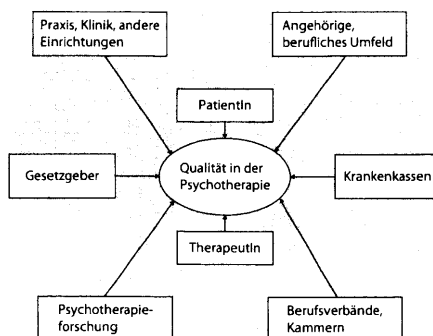 Praxis, Klinik, andere
Einrichtungen
Angehörige,
berufliches Umfeld
PatientIn
Gesetzgeber
Qualität in der
Psychotherapie
Krankenkassen
TherapeutIn
Psychotherapie-
forschung
Berufsverbände,
Kammern